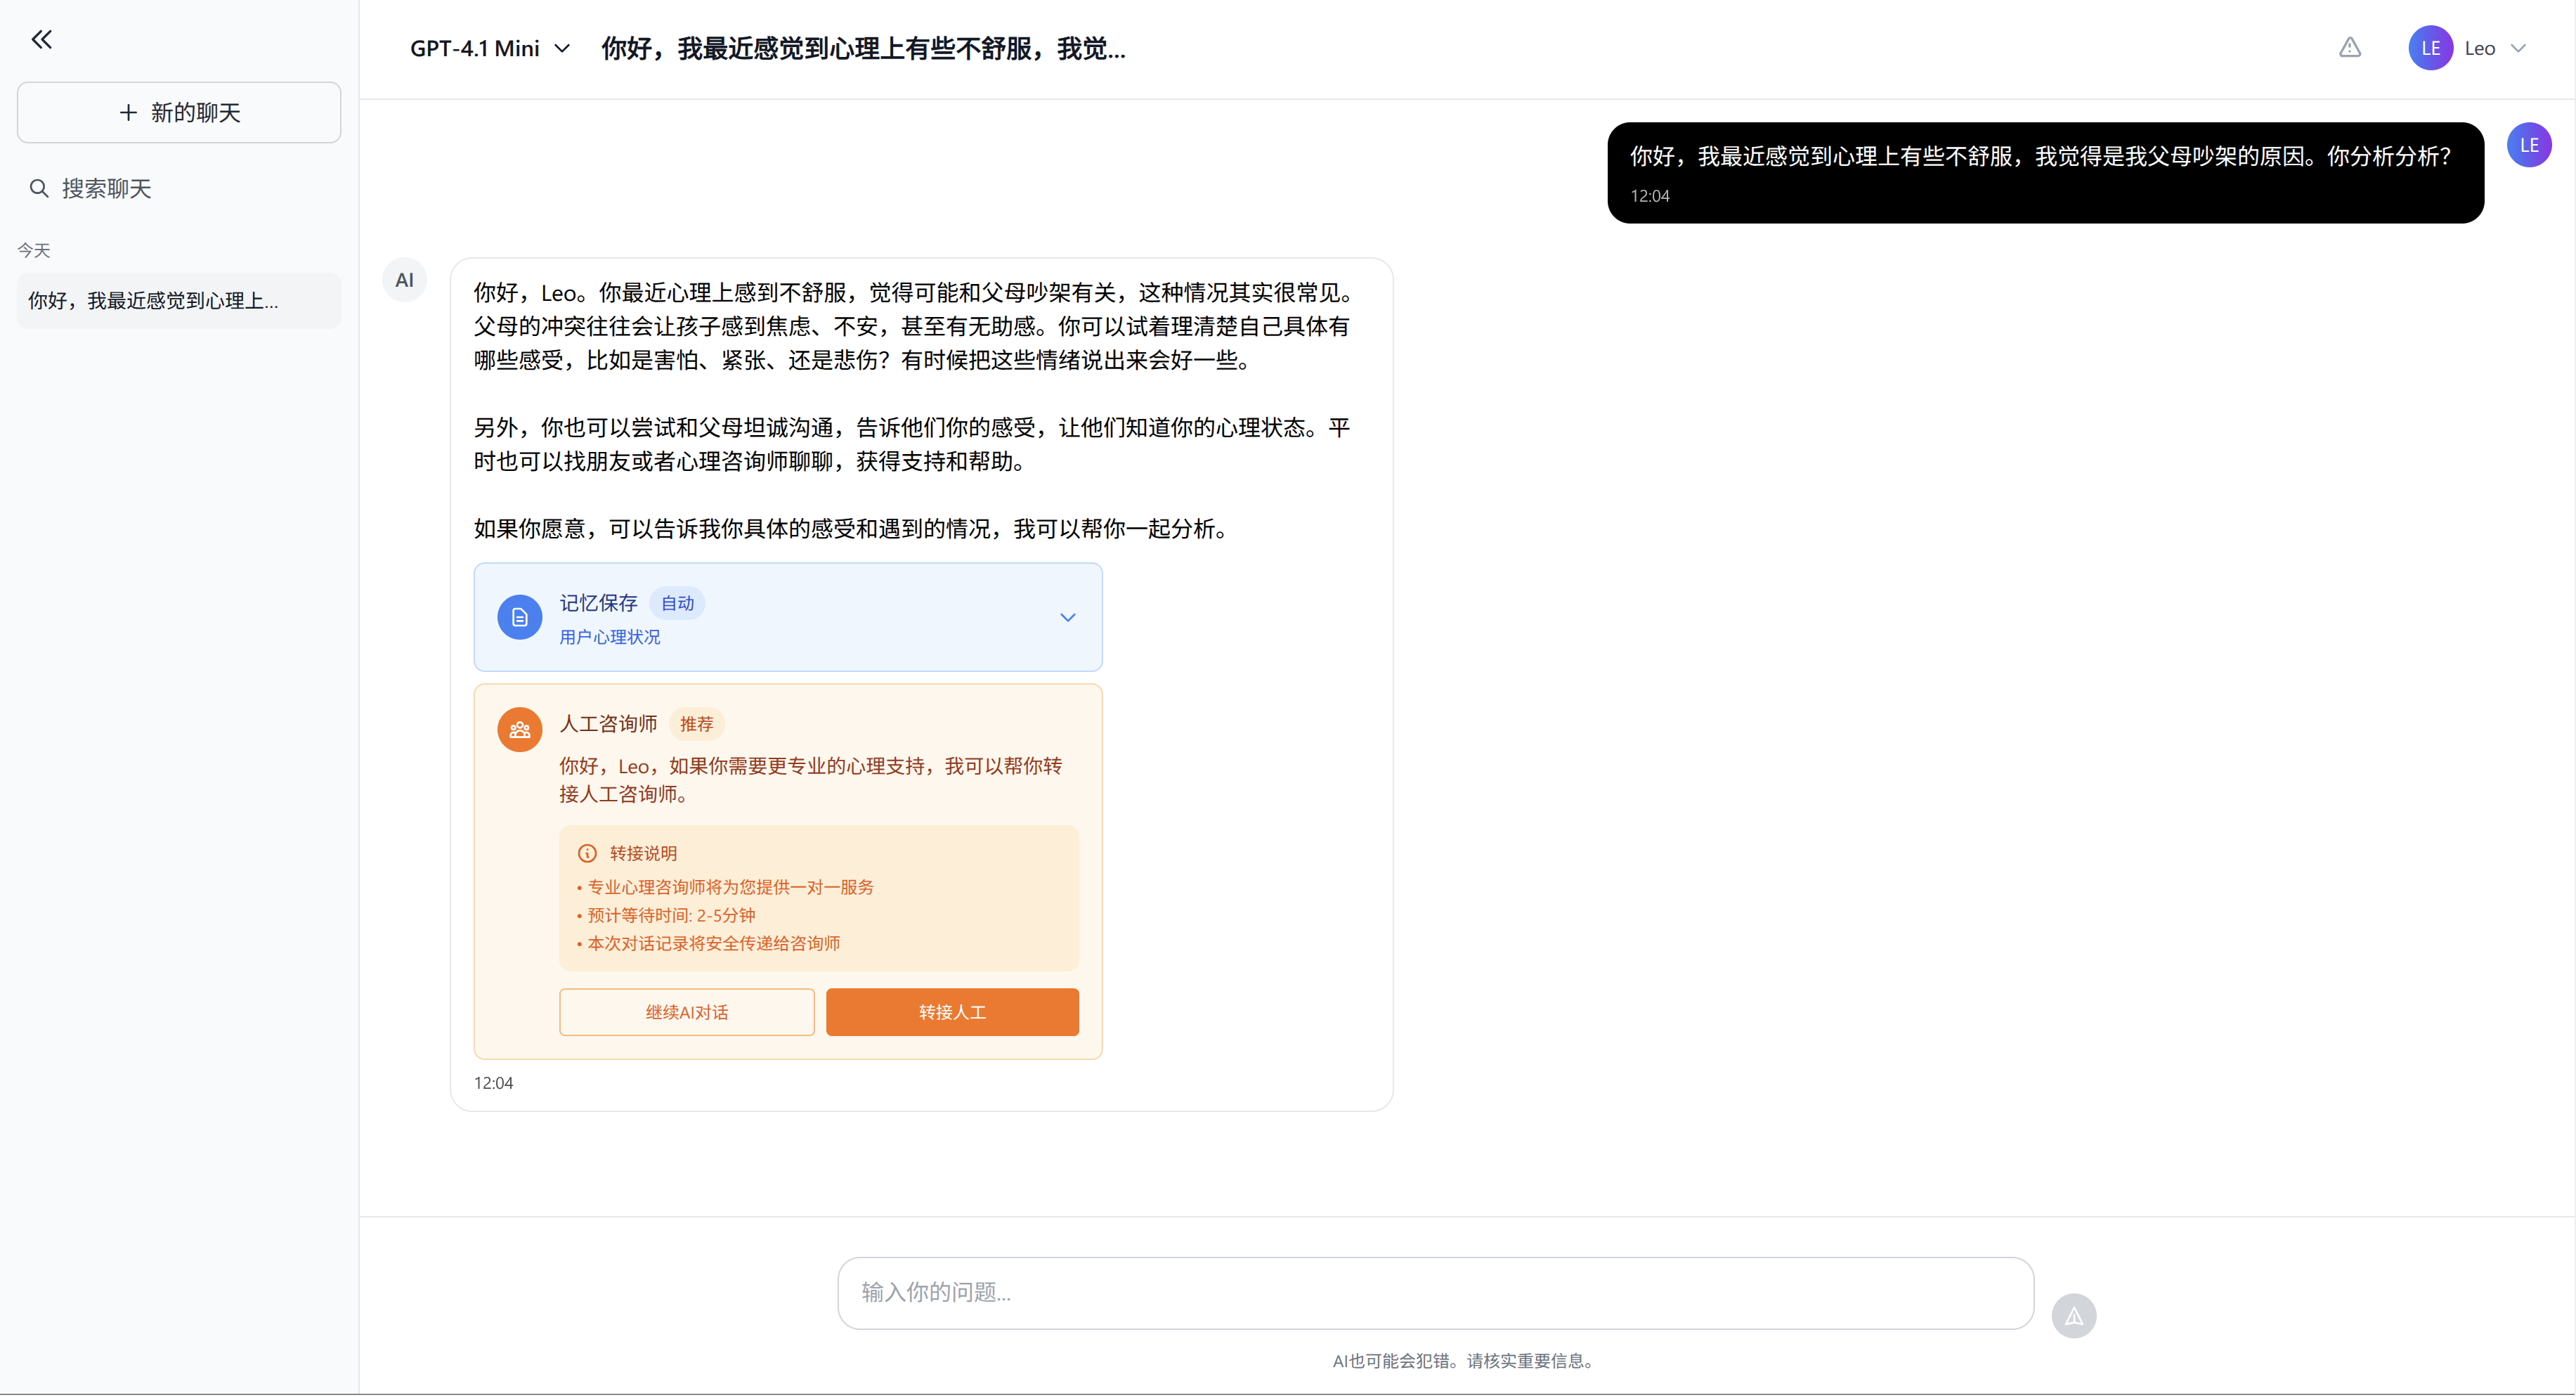 新的聊天
搜索聊天
今天
你好，我最近感觉到心理上...
GPT-4.1 Mini
你好，我最近感觉到心理上有些不舒服，我觉...
LE
Leo
你好，我最近感觉到心理上有些不舒服，我觉得是我父母吵架的原因。你分析分析？
12:04
LE
AI
你好，Leo。你最近心理上感到不舒服，觉得可能和父母吵架有关，这种情况其实很常见。
父母的冲突往往会让孩子感到焦虑、不安，甚至有无助感。你可以试着理清楚自己具体有
哪些感受，比如是害怕、紧张、还是悲伤？有时候把这些情绪说出来会好一些。
另外，你也可以尝试和父母坦诚沟通，告诉他们你的感受，让他们知道你的心理状态。平
时也可以找朋友或者心理咨询师聊聊，获得支持和帮助。
如果你愿意，可以告诉我你具体的感受和遇到的情况，我可以帮你一起分析。
记忆保存 自动
用户心理状况
人工咨询师 推荐
你好，Leo，如果你需要更专业的心理支持，我可以帮你转
接人工咨询师。
转接说明
• 专业心理咨询师将为您提供一对一服务
• 预计等待时间: 2-5分钟
• 本次对话记录将安全传递给咨询师
继续AI对话
转接人工
12:04
输入你的问题...
AI也可能会犯错。请核实重要信息。